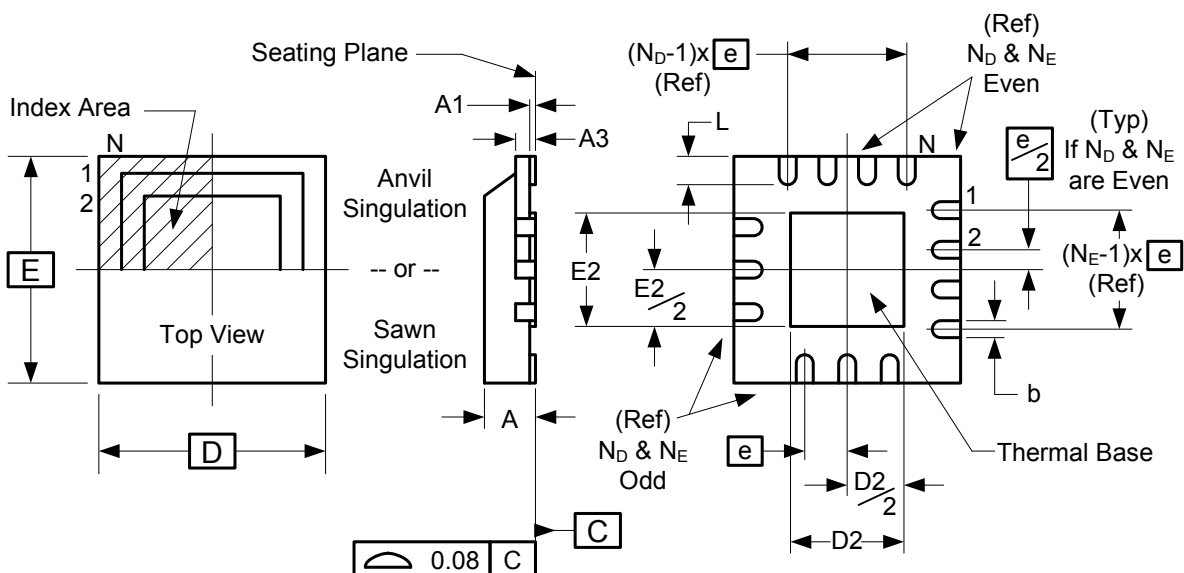 Seating Plane
Index Area
A1
A3
N
1
2
E
Top View
D
Anvil
Singulation
-- or --
Sawn
Singulation
A
C
0.08 C
(N_D-1)x e
(Ref)
L
(Ref)
N_D & N_E
Even
N
e/2
(Typ)
If N_D & N_E
are Even
1
2
(N_E-1)x e
(Ref)
E2
E2/2
b
(Ref)
N_D & N_E
Odd
e
Thermal Base
D2/2
D2